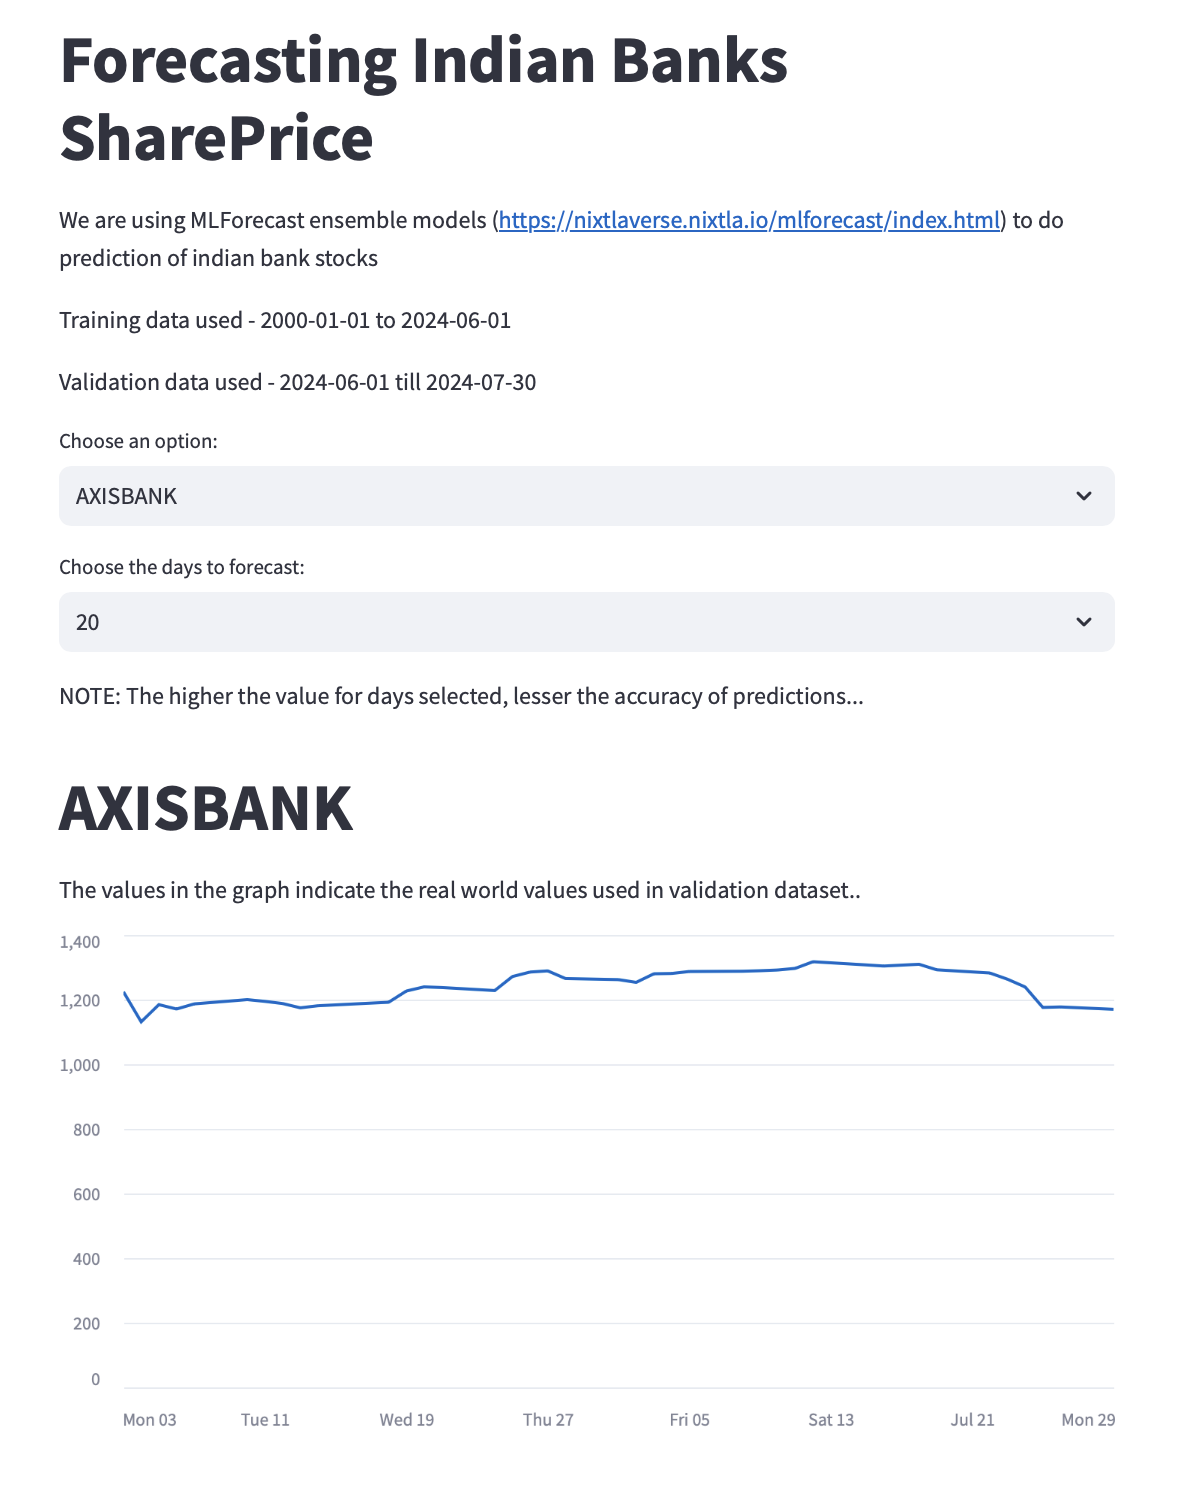 Forecasting Indian Banks
SharePrice
We are using MLForecast ensemble models (https://nixtlaverse.nixtla.io/mlforecast/index.html) to do
prediction of indian bank stocks
Training data used - 2000-01-01 to 2024-06-01
Validation data used - 2024-06-01 till 2024-07-30
Choose an option:
AXISBANK
Choose the days to forecast:
20
NOTE: The higher the value for days selected, lesser the accuracy of predictions...
AXISBANK
The values in the graph indicate the real world values used in validation dataset..
1,400
1,200
1,000
800
600
400
200
0
Mon 03 Tue 11 Wed 19 Thu 27 Fri 05 Sat 13 Jul 21 Mon 29